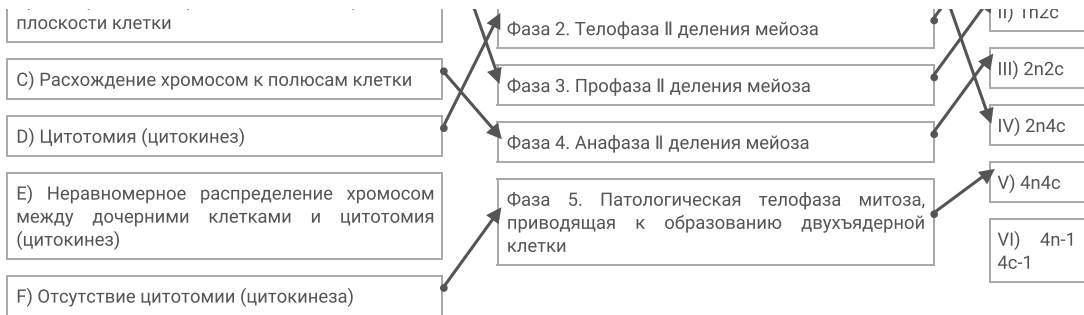 плоскости клетки
C) Расхождение хромосом к полюсам клетки
D) Цитотомия (цитокинез)
E) Неравномерное распределение хромосом
между дочерними клетками и цитотомия
(цитокинез)
F) Отсутствие цитотомии (цитокинеза)
Фаза 2. Телофаза II деления мейоза
Фаза 3. Профаза II деления мейоза
Фаза 4. Анафаза II деления мейоза
Фаза 5. Патологическая телофаза митоза,
приводящая к образованию двухъядерной
клетки
II) 1n2c
III) 2n2c
IV) 2n4c
V) 4n4c
VI) 4n-1
4c-1